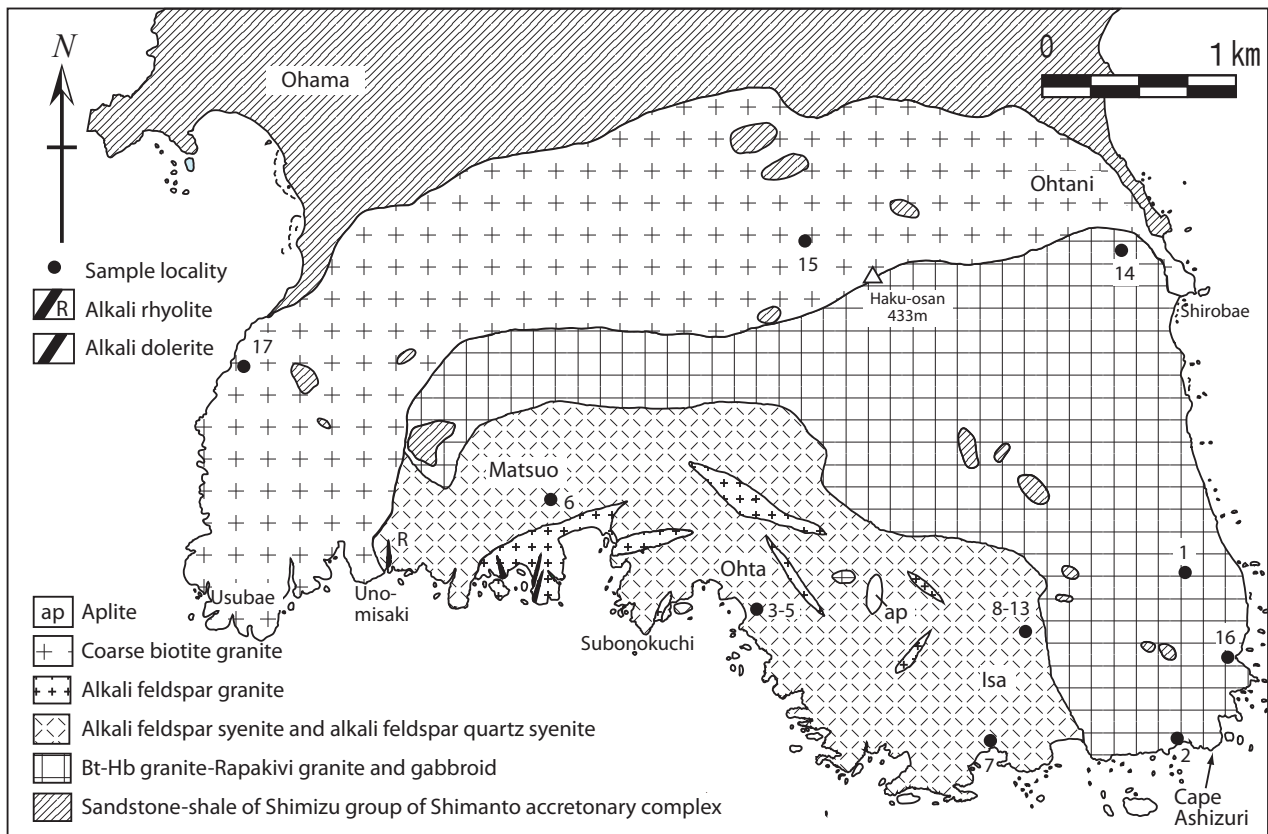 N
0
1 km
Ohama
Ohtani
Sample locality
R
Alkali rhyolite
Alkali dolerite
15
14
Haku-osan
433m
Shirobae
17
Matsuo
6
R
Ohta
1
Usubae
Uno-
misaki
3-5
ap
8-13
Subonokuchi
16
Isa
7
2
Cape
Ashizuri
ap
Aplite
Coarse biotite granite
Alkali feldspar granite
Alkali feldspar syenite and alkali feldspar quartz syenite
Bt-Hb granite-Rapakivi granite and gabbroid
Sandstone-shale of Shimizu group of Shimanto accretonary complex